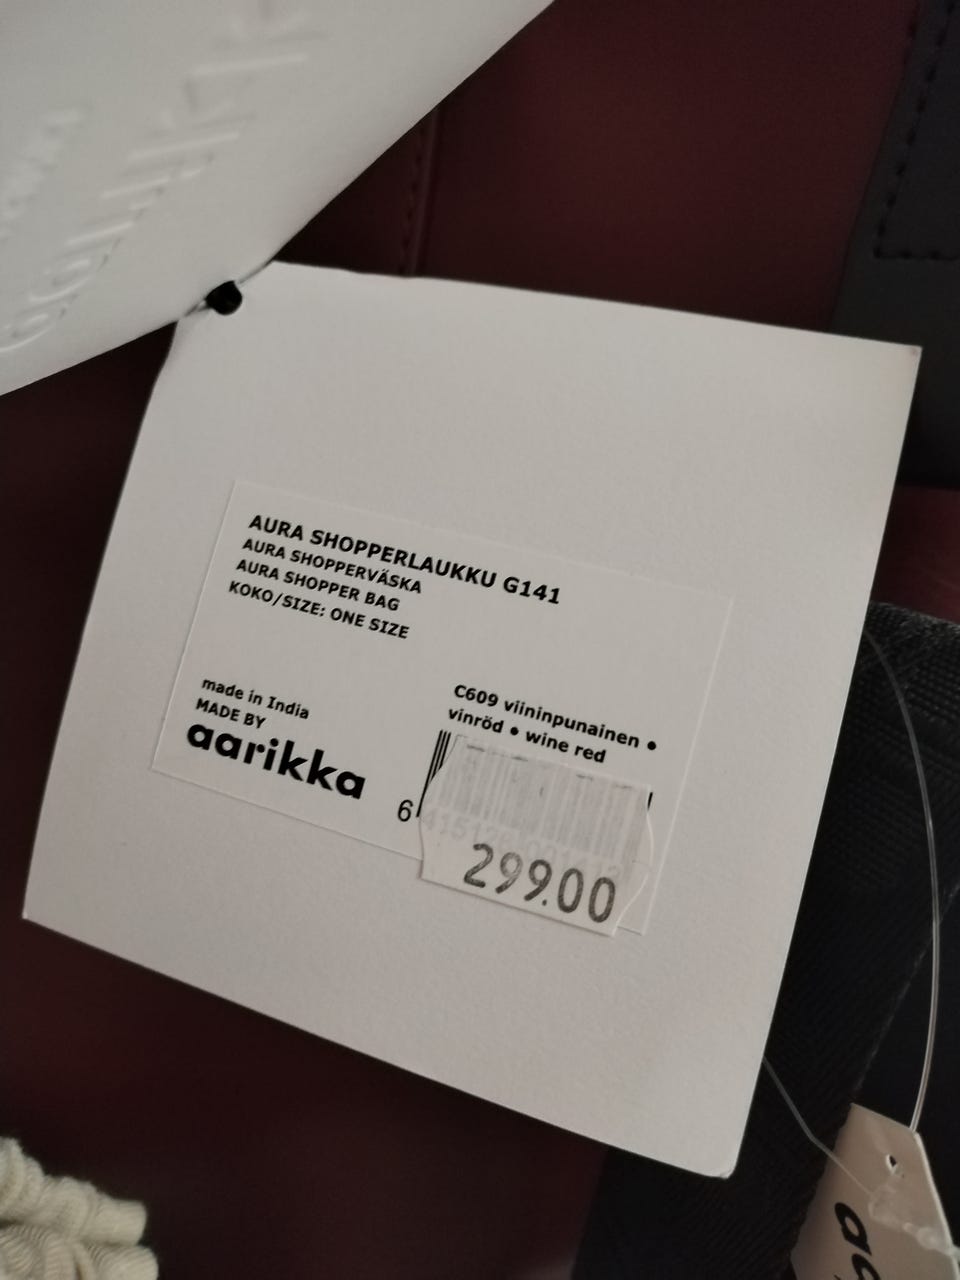 AURA SHOPPERLAUKKU G141
AURA SHOPPERVÄSKA
AURA SHOPPER BAG
KOKO/SIZE: ONE SIZE
made in India
MADE BY
aarikka
C609 viininpunainen •
vinröd • wine red
6
299.00